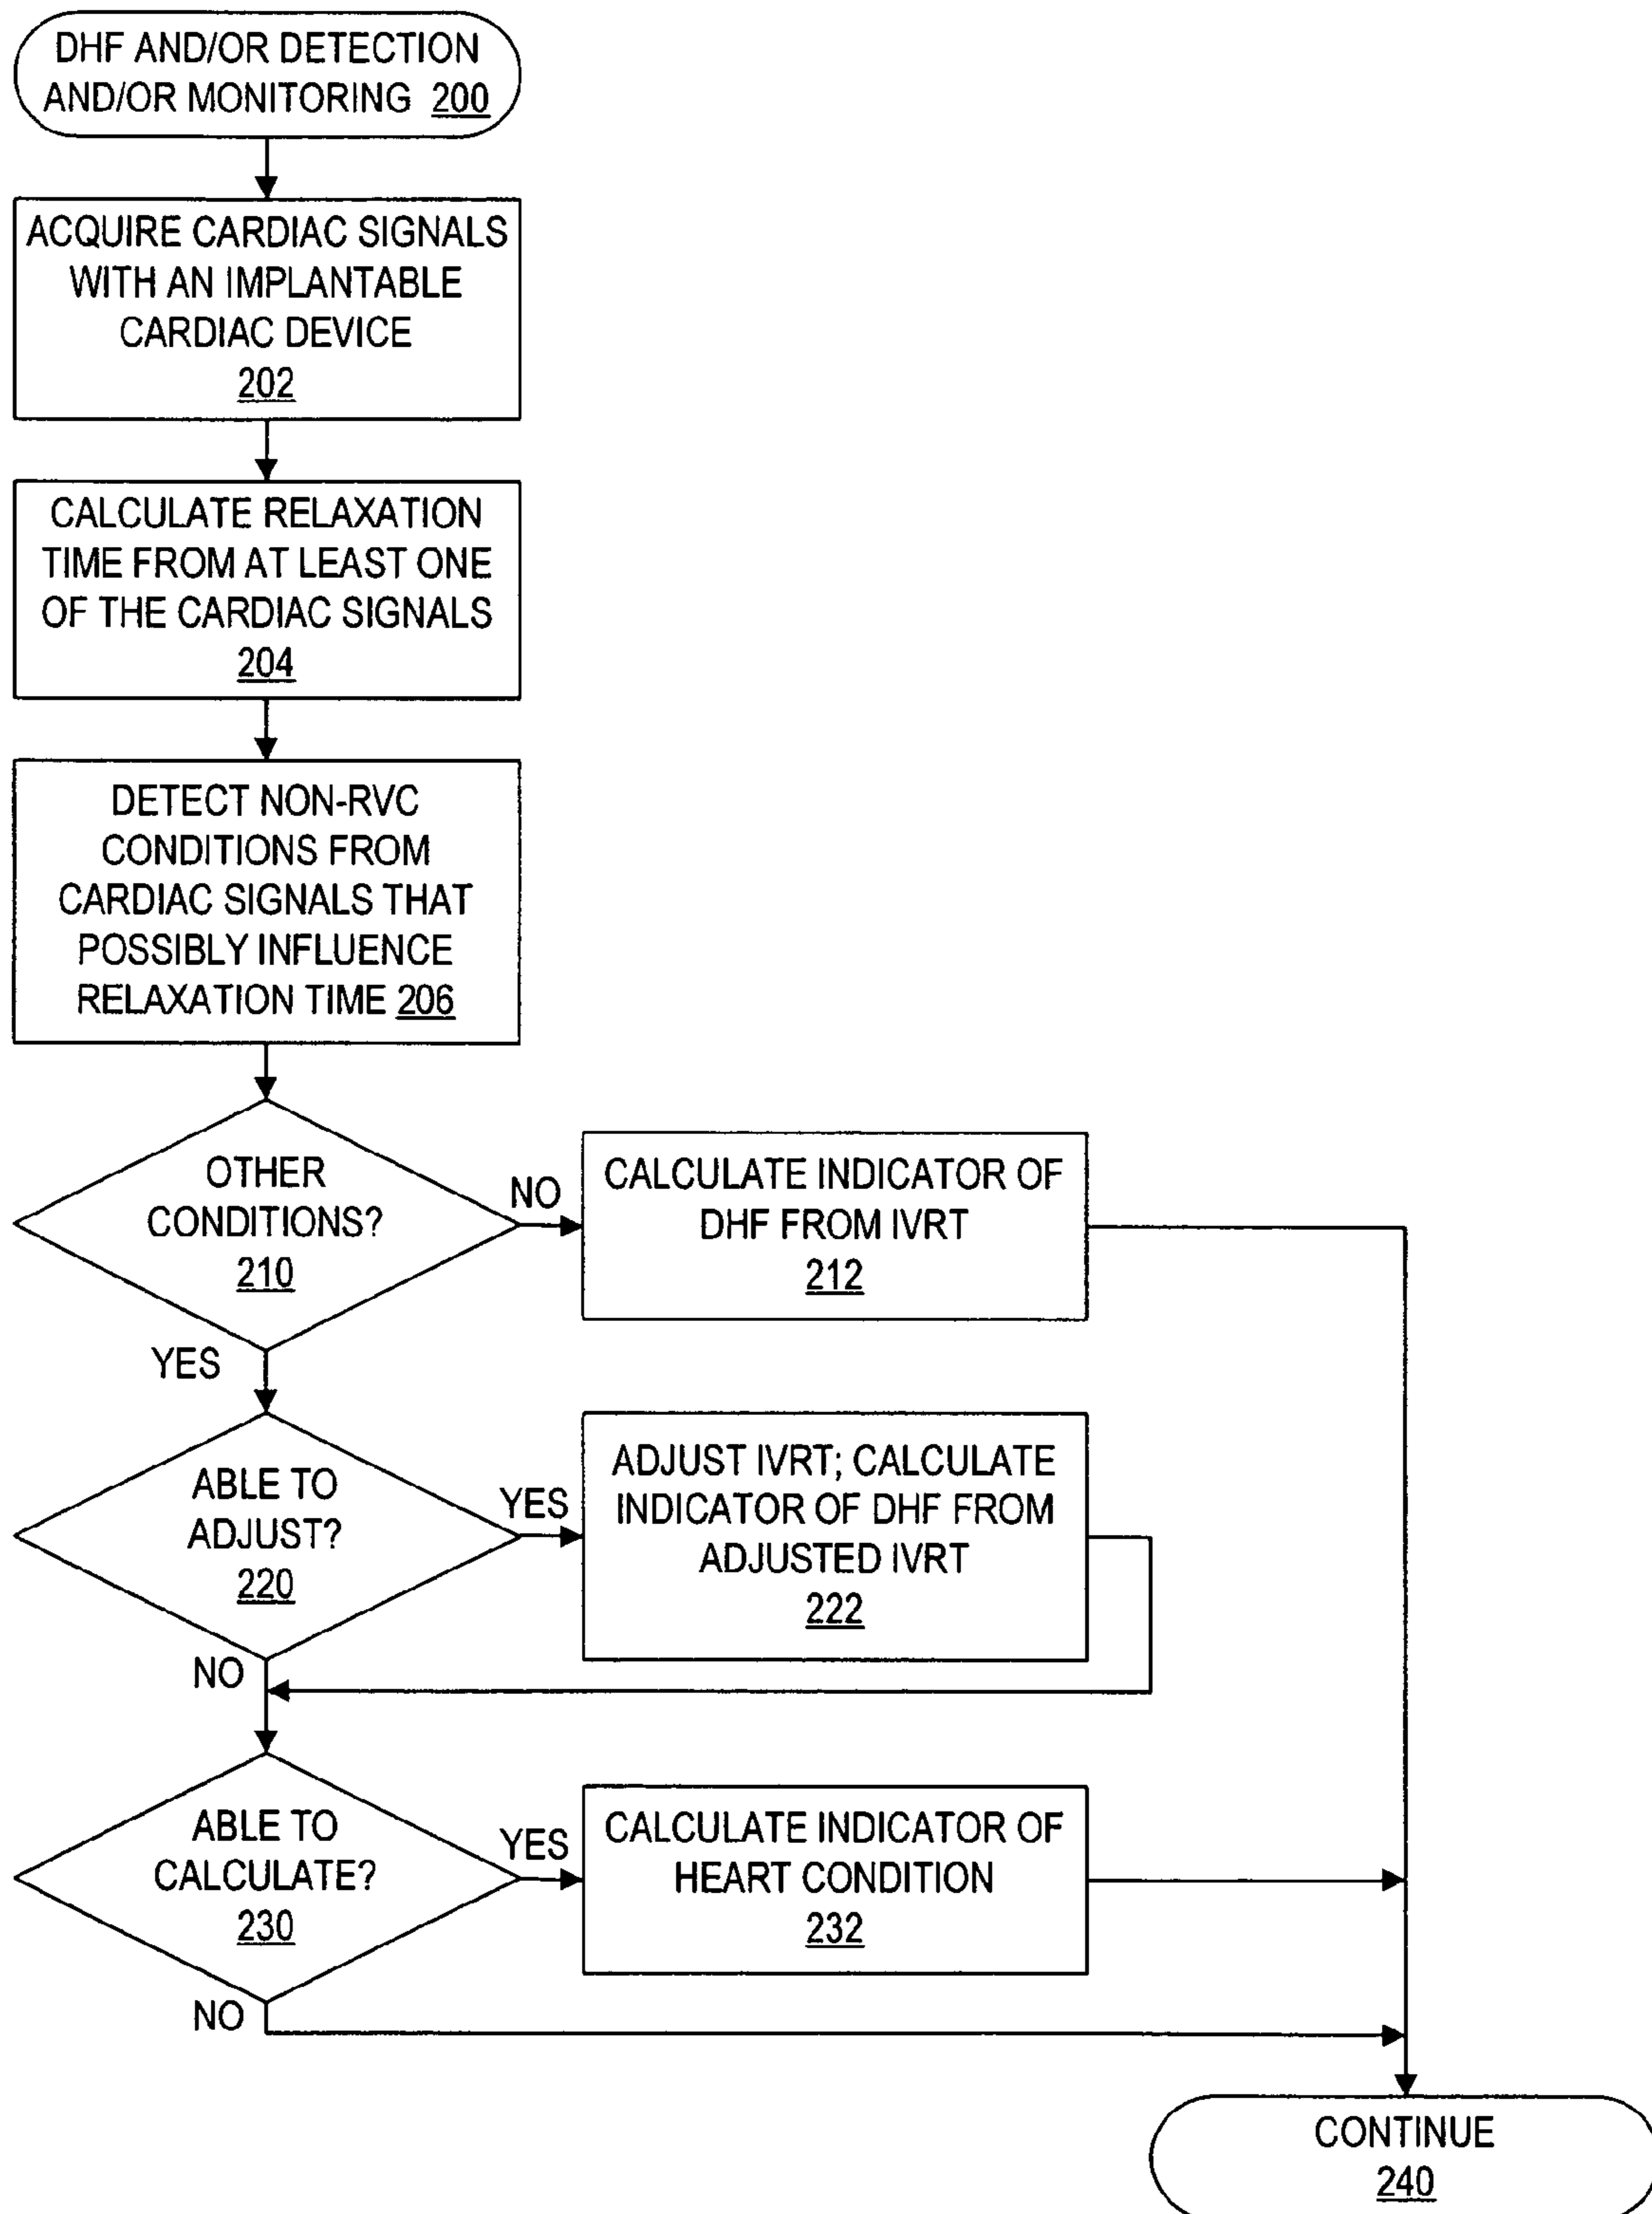 DHF AND/OR DETECTION
AND/OR MONITORING 200
ACQUIRE CARDIAC SIGNALS
WITH AN IMPLANTABLE
CARDIAC DEVICE
202
CALCULATE RELAXATION
TIME FROM AT LEAST ONE
OF THE CARDIAC SIGNALS
204
DETECT NON-RVC
CONDITIONS FROM
CARDIAC SIGNALS THAT
POSSIBLY INFLUENCE
RELAXATION TIME 206
OTHER
CONDITIONS?
210
NO
CALCULATE INDICATOR OF
DHF FROM IVRT
212
YES
ABLE TO
ADJUST?
220
YES
ADJUST IVRT; CALCULATE
INDICATOR OF DHF FROM
ADJUSTED IVRT
222
NO
ABLE TO
CALCULATE?
230
YES
CALCULATE INDICATOR OF
HEART CONDITION
232
NO
CONTINUE
240